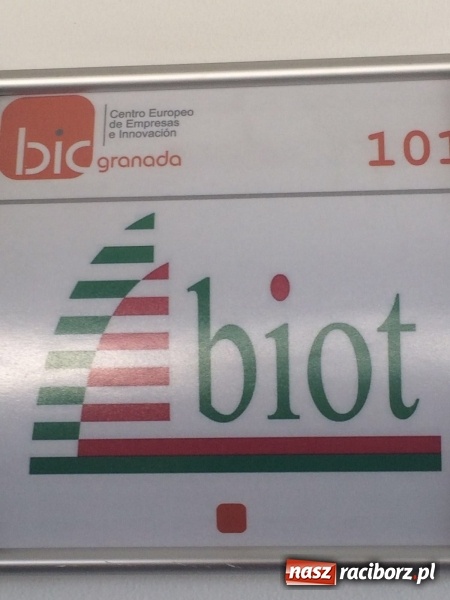 bic granada
Centro Europeo
de Empresas
e Innovación
101
biot
nasz raciborz.pl